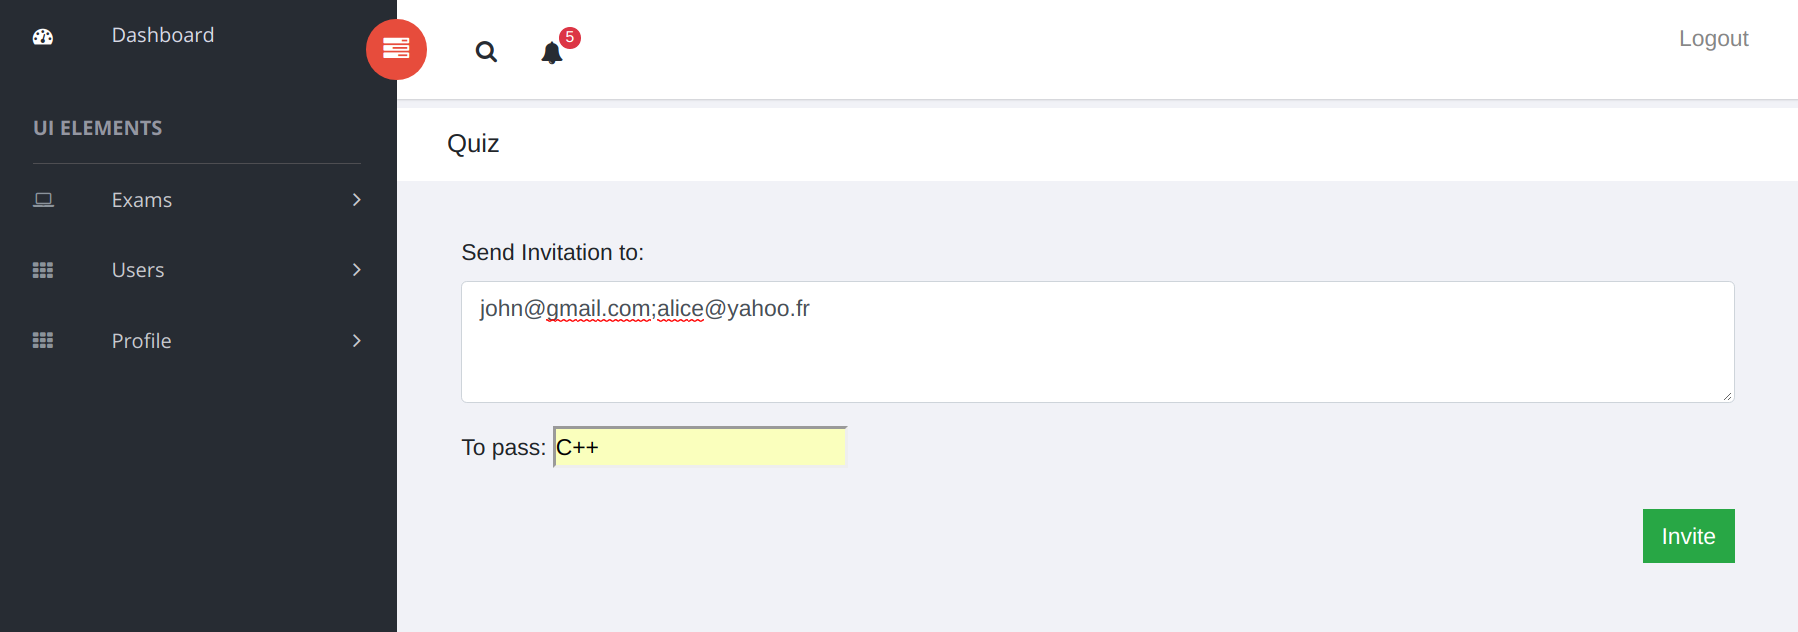 Dashboard
5
Logout
UI ELEMENTS
Quiz
Exams
Users
Profile
Send Invitation to:
john@gmail.com;alice@yahoo.fr
To pass: C++
Invite